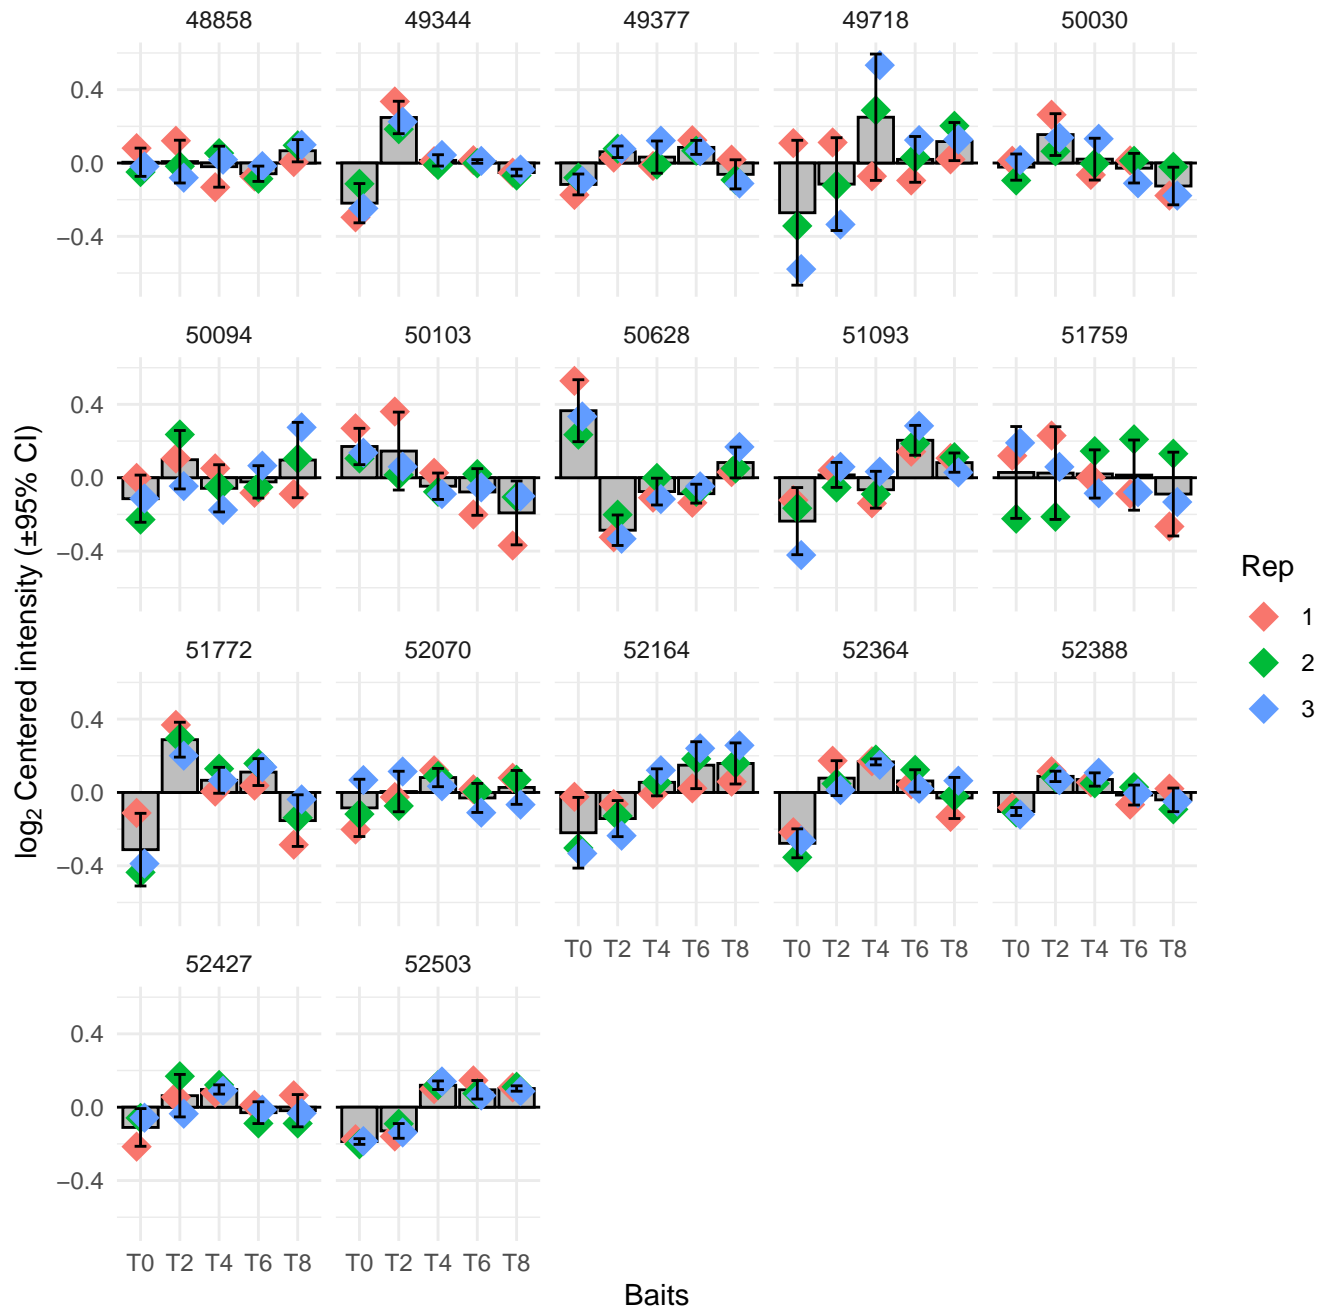 48858 49344 49377 49718 50030
0.4
0.0
−0.4
50094 50103 50628 51093 51759
0.4
0.0
−0.4
51772 52070 52164 52364 52388
0.4
0.0
−0.4
T0 T2 T4 T6 T8 T0 T2 T4 T6 T8 T0 T2 T4 T6 T8
52427 52503
0.4
0.0
−0.4
T0 T2 T4 T6 T8 T0 T2 T4 T6 T8
Baits
log₂ Centered intensity (±95% CI)
Rep
1
2
3